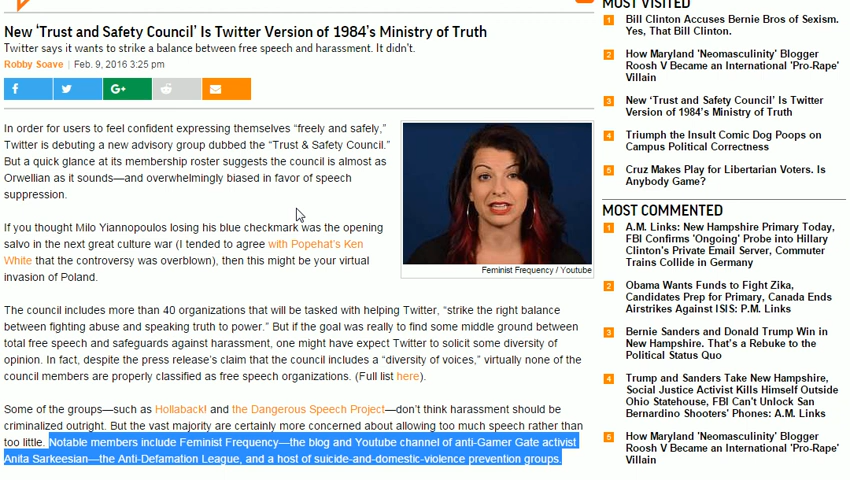 New ‘Trust and Safety Council’ Is Twitter Version of 1984’s Ministry of Truth
Twitter says it wants to strike a balance between free speech and harassment. It didn't.
Robby Soave | Feb. 9, 2016 3:25 pm
In order for users to feel confident expressing themselves “freely and safely,”
Twitter is debuting a new advisory group dubbed the “Trust & Safety Council.”
But a quick glance at its membership roster suggests the council is almost as
Orwellian as it sounds—and overwhelmingly biased in favor of speech
suppression.
If you thought Milo Yiannopoulos losing his blue checkmark was the opening
salvo in the next great culture war (I tended to agree with Popehat’s Ken
White that the controversy was overblown), then this might be your virtual
invasion of Poland.
Feminist Frequency / Youtube
The council includes more than 40 organizations that will be tasked with helping Twitter, “strike the right balance
between fighting abuse and speaking truth to power.” But if the goal was really to find some middle ground between
total free speech and safeguards against harassment, one might have expect Twitter to solicit some diversity of
opinion. In fact, despite the press release’s claim that the council includes a “diversity of voices,” virtually none of the
council members are properly classified as free speech organizations. (Full list here).
Some of the groups—such as Hollaback! and the Dangerous Speech Project—don’t think harassment should be
criminalized outright. But the vast majority are certainly more concerned about allowing too much speech rather than
too little. Notable members include Feminist Frequency—the blog and Youtube channel of anti-Gamer Gate activist
Anita Sarkeesian—the Anti-Defamation League, and a host of suicide-and-domestic-violence prevention groups.
MOST VISITED
1 Bill Clinton Accuses Bernie Bros of Sexism.
Yes, That Bill Clinton.
2 How Maryland 'Neomasculinity' Blogger
Roosh V Became an International 'Pro-Rape'
Villain
3 New ‘Trust and Safety Council’ Is Twitter
Version of 1984’s Ministry of Truth
4 Triumph the Insult Comic Dog Poops on
Campus Political Correctness
5 Cruz Makes Play for Libertarian Voters. Is
Anybody Game?
MOST COMMENTED
1 A.M. Links: New Hampshire Primary Today,
FBI Confirms 'Ongoing' Probe into Hillary
Clinton's Private Email Server, Commuter
Trains Collide in Germany
2 Obama Wants Funds to Fight Zika,
Candidates Prep for Primary, Canada Ends
Airstrikes Against ISIS: P.M. Links
3 Bernie Sanders and Donald Trump Win in
New Hampshire. That's a Rebuke to the
Political Status Quo
4 Trump and Sanders Take New Hampshire,
Social Justice Activist Kills Himself Outside
Ohio Statehouse, FBI Can't Unlock San
Bernardino Shooters' Phones: A.M. Links
5 How Maryland 'Neomasculinity' Blogger
Roosh V Became an International 'Pro-Rape'
Villain